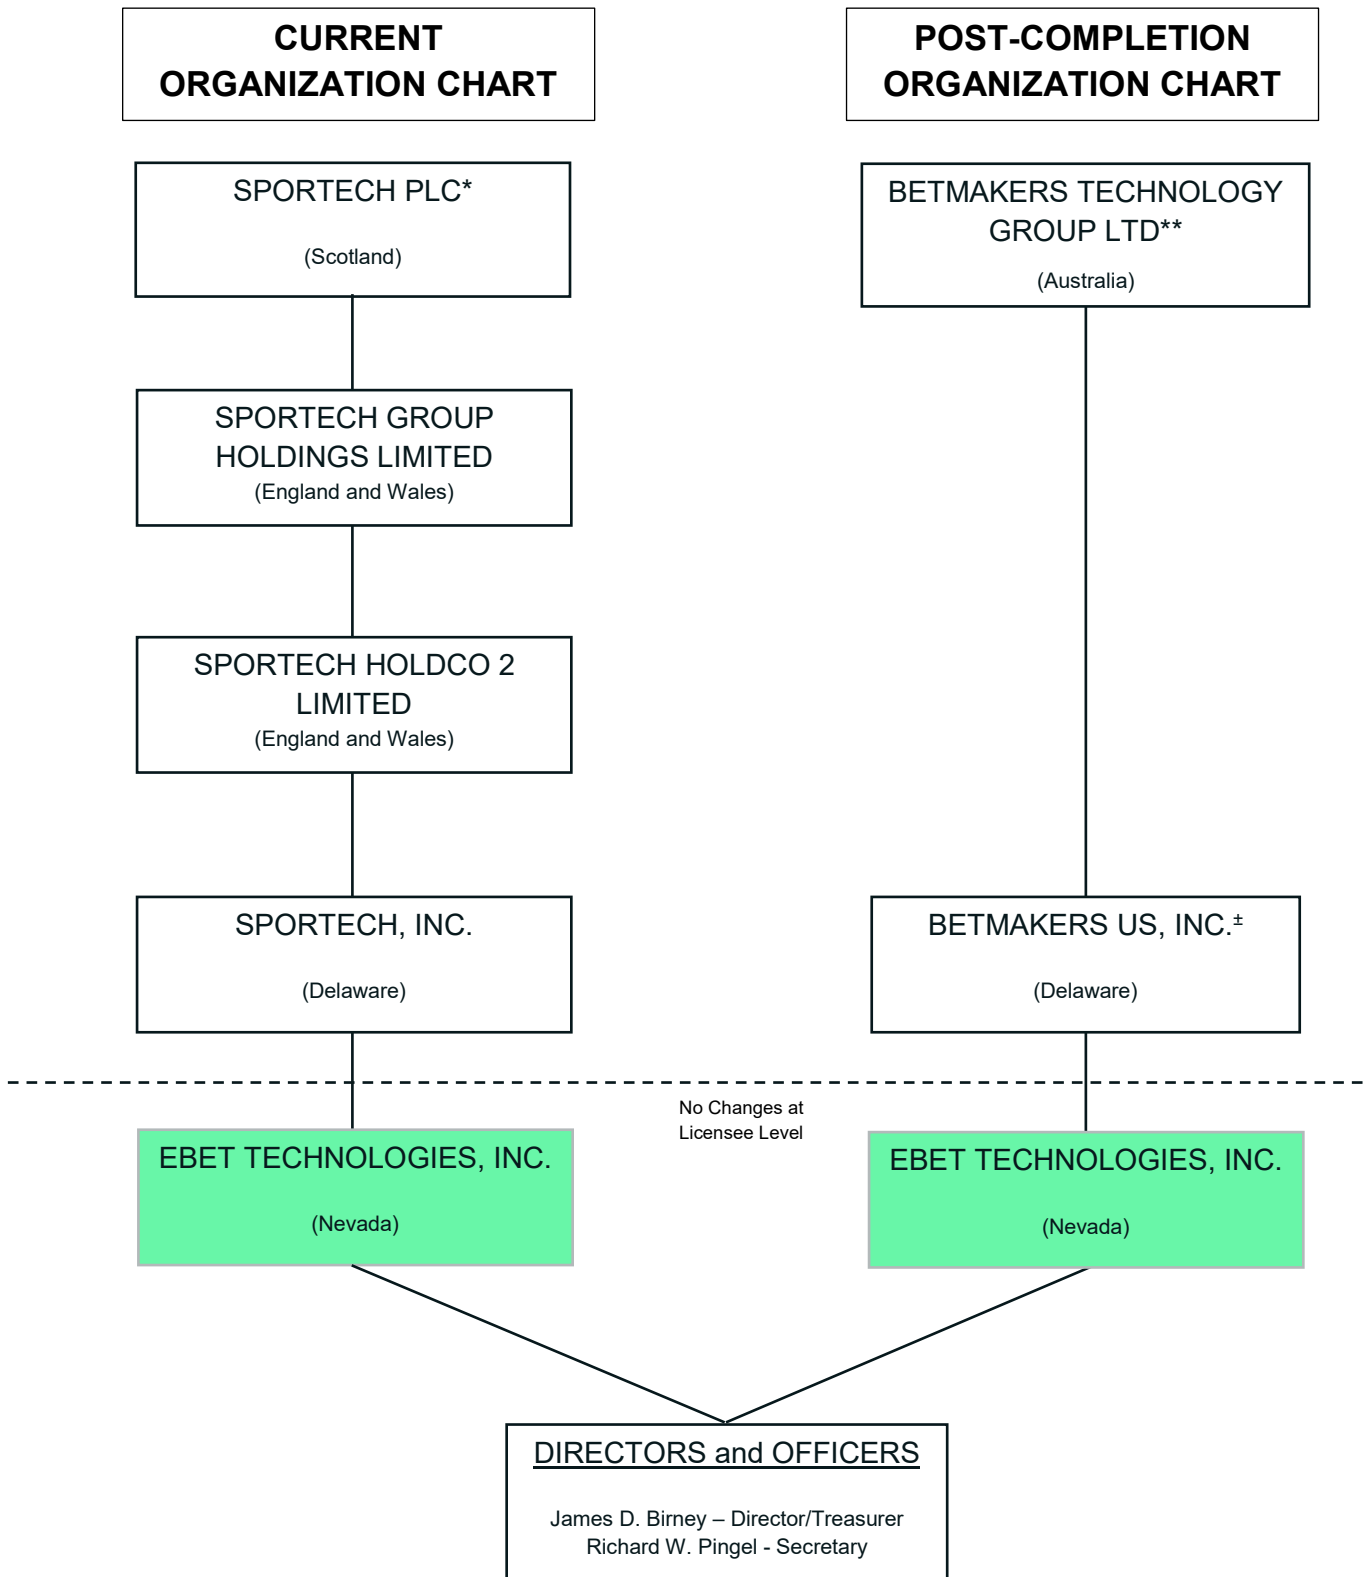 CURRENT
ORGANIZATION CHART
POST-COMPLETION
ORGANIZATION CHART
SPORTECH PLC*
(Scotland)
BETMAKERS TECHNOLOGY
GROUP LTD**
(Australia)
SPORTECH GROUP
HOLDINGS LIMITED
(England and Wales)
SPORTECH HOLDCO 2
LIMITED
(England and Wales)
SPORTECH, INC.
(Delaware)
BETMAKERS US, INC.±
(Delaware)
No Changes at
Licensee Level
EBET TECHNOLOGIES, INC.
(Nevada)
EBET TECHNOLOGIES, INC.
(Nevada)
DIRECTORS and OFFICERS
James D. Birney – Director/Treasurer
Richard W. Pingel - Secretary